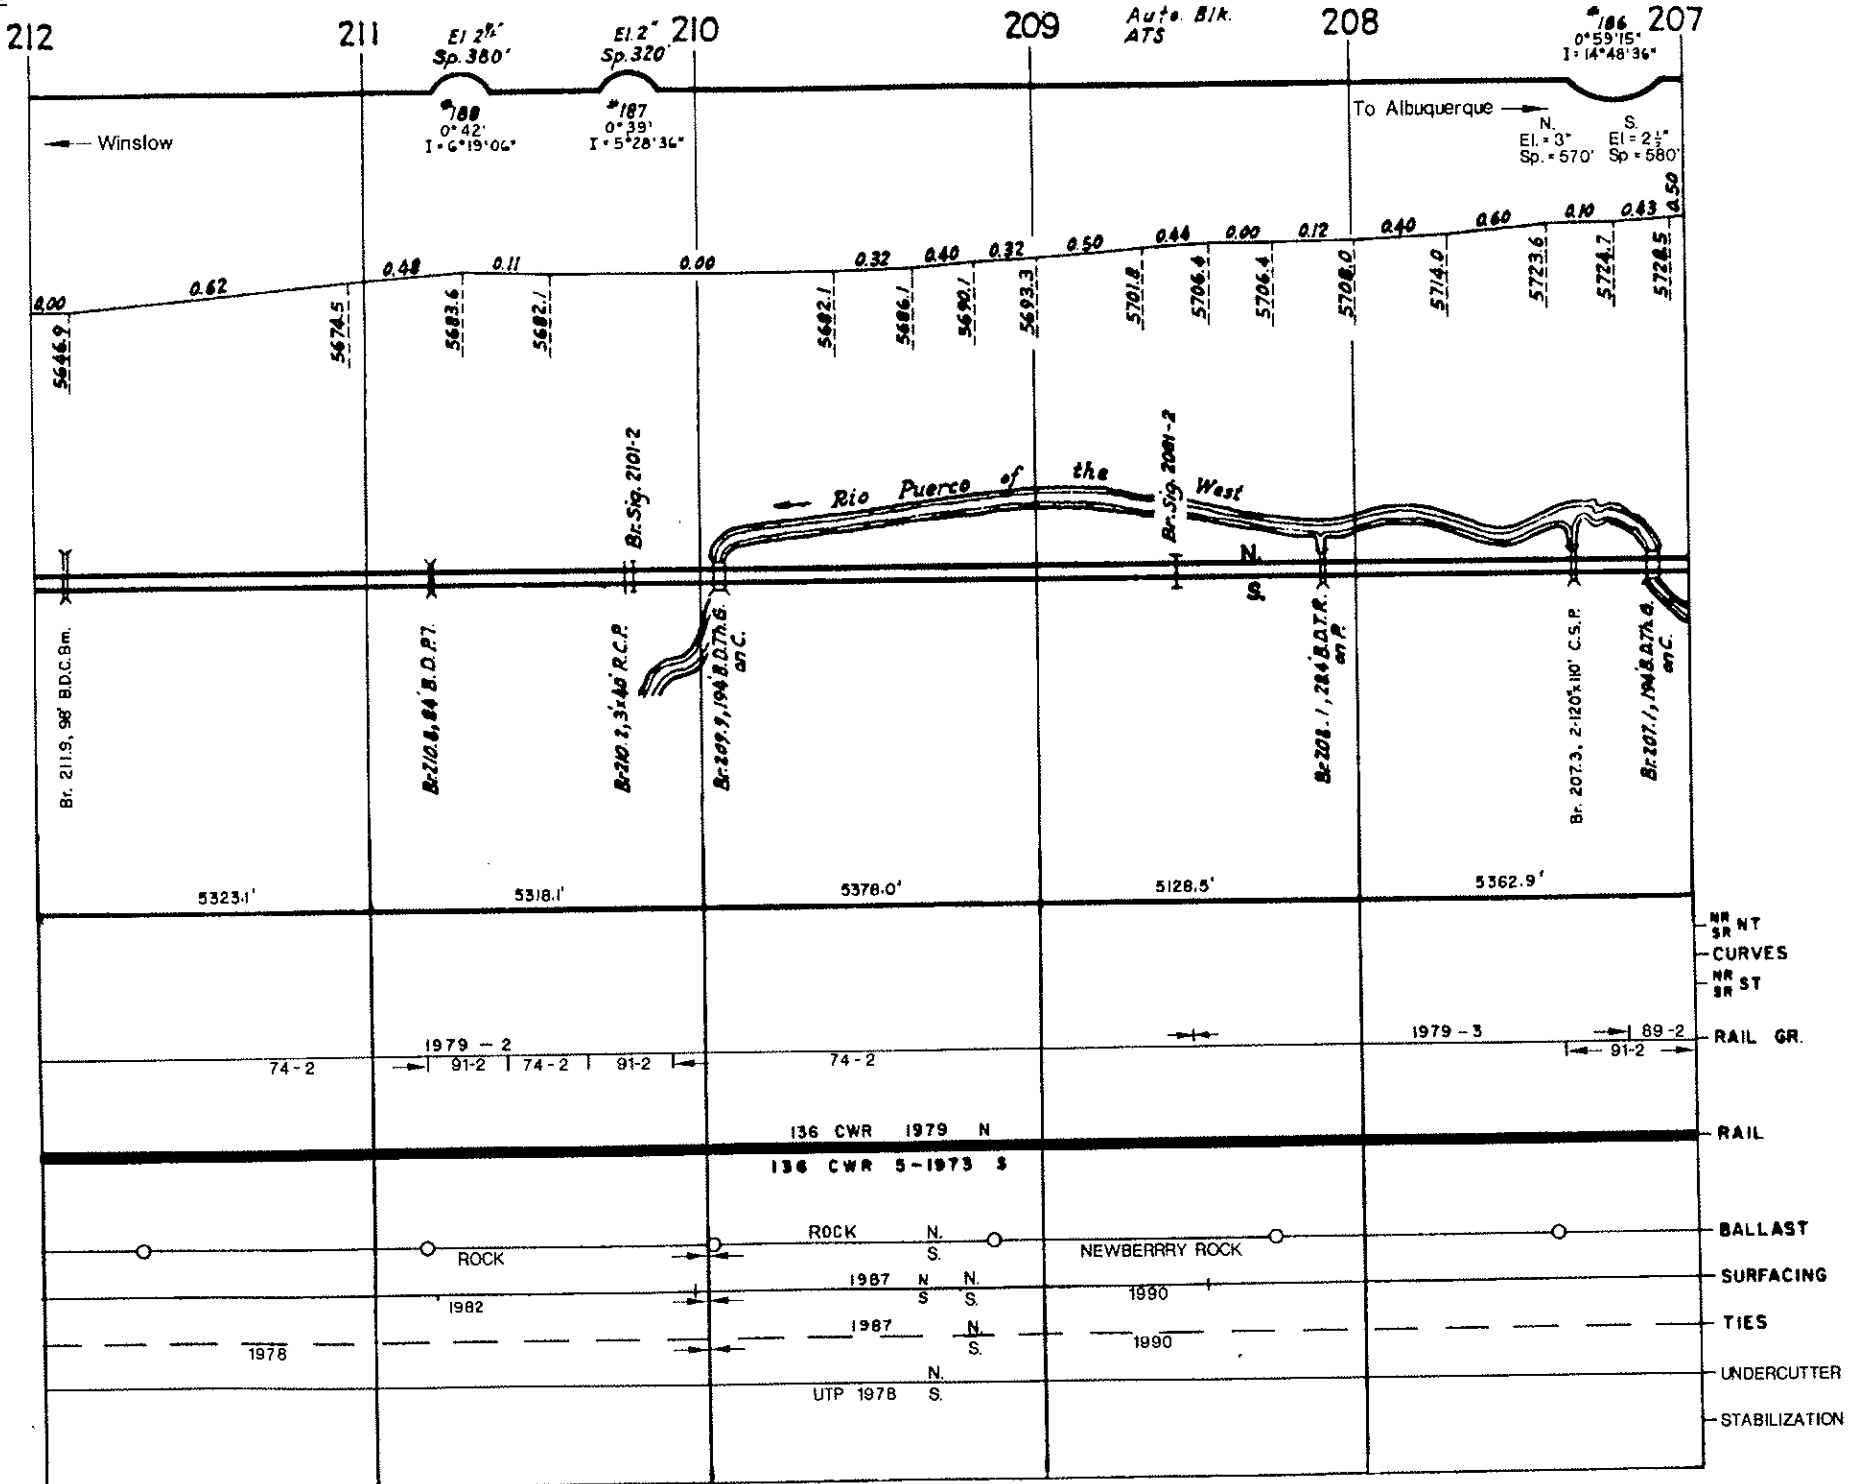 212
211
El 2½"
Sp. 380'
El. 2"
Sp. 320'
210
209
Auto. Blk.
ATS
208
#186
0°59'15"
I = 14°48'36"
207
← Winslow
#188
0°42'
I = 6°19'06"
#187
0°39'
I = 5°28'36"
To Albuquerque →
N.
El. = 3"
Sp. = 570'
S.
El = 2½"
Sp = 580'
0.00
0.62
0.48
0.11
0.00
0.32
0.40
0.32
0.50
0.44
0.00
0.12
0.40
0.60
0.10
0.43
0.50
5646.9
5674.5
5683.6
5682.1
5682.1
5686.1
5690.1
5693.3
5701.8
5706.4
5706.4
5708.0
5714.0
5723.6
5724.7
5728.5
Br. Sig. 2101-2
Br. Sig. 2081-2
← Rio Puerco of the West
N.
S.
Br. 211.9, 98' B.D.C.Bm.
Br. 210.8, 84' B.D.P.T.
Br. 210.2, 3'x40' R.C.P.
Br. 209.9, 194' B.D.Th.G.
on C.
Br. 208.1, 28.4' B.D.T.R.
on P.
Br. 207.3, 2-120"x110' C.S.P.
Br. 207.1, 194' B.D.Th.G.
on C.
5323.1'
5318.1'
5378.0'
5128.5'
5362.9'
NR
SR NT
CURVES
NR
SR ST
1979 - 2
1979 - 3
89 - 2
RAIL GR.
74 - 2
91-2
74 - 2
91-2
74 - 2
91-2
136 CWR 1979 N
RAIL
136 CWR 5-1973 S
ROCK N.
BALLAST
ROCK
S.
NEWBERRRY ROCK
1987 N N.
SURFACING
1982
S S.
1990
1987 N.
TIES
1978
S.
1990
N.
UNDERCUTTER
UTP 1978 S.
STABILIZATION